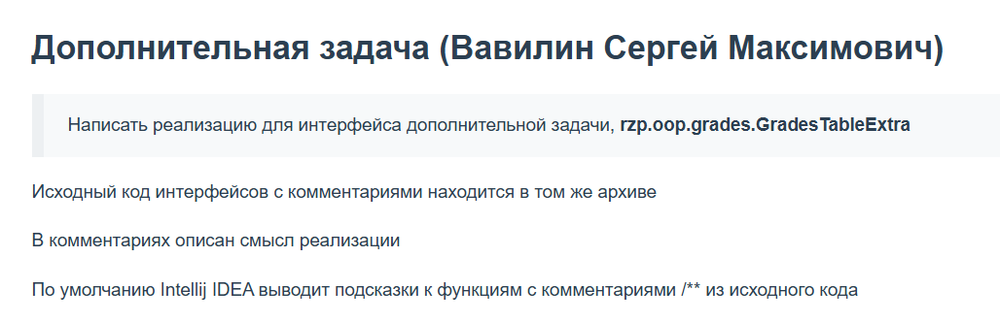 Дополнительная задача (Вавилин Сергей Максимович)
Написать реализацию для интерфейса дополнительной задачи, rzp.oop.grades.GradesTableExtra
Исходный код интерфейсов с комментариями находится в том же архиве
В комментариях описан смысл реализации
По умолчанию Intellij IDEA выводит подсказки к функциям с комментариями /** из исходного кода